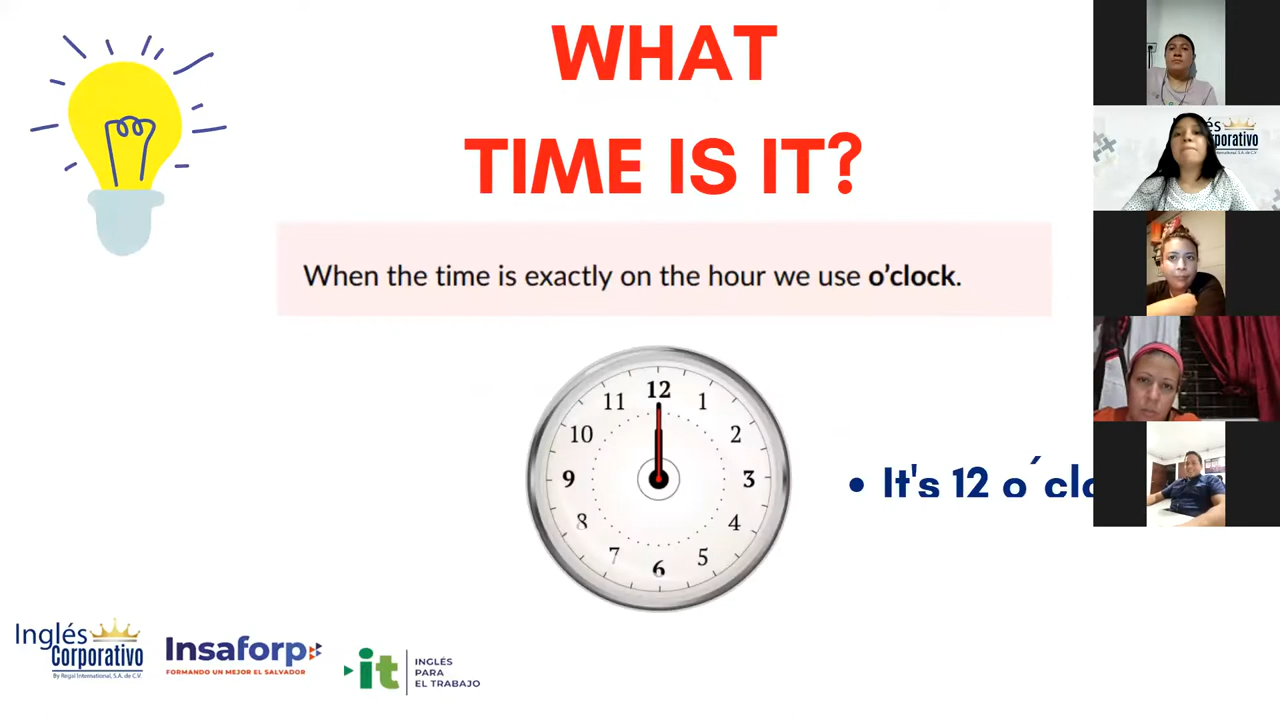 WHAT
TIME IS IT?
When the time is exactly on the hour we use o'clock.
12
11
1
10
2
9
3
8
4
7
5
6
• It's 12 o´clo
Inglés
Corporativo
By Regal International, S.A. de C.V.
Insaforp
FORMANDO UN MEJOR EL SALVADOR
it
INGLÉS
PARA
EL TRABAJO